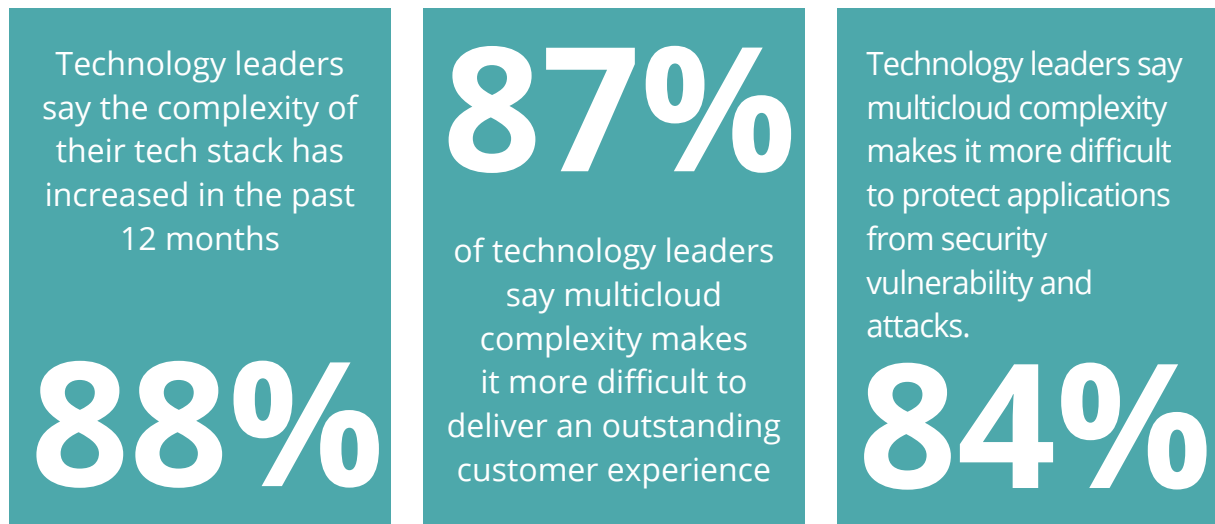 Technology leaders
say the complexity of
their tech stack has
increased in the past
12 months
88%
87%
of technology leaders
say multicloud
complexity makes
it more difficult to
deliver an outstanding
customer experience
Technology leaders say
multicloud complexity
makes it more difficult
to protect applications
from security
vulnerability and
attacks.
84%